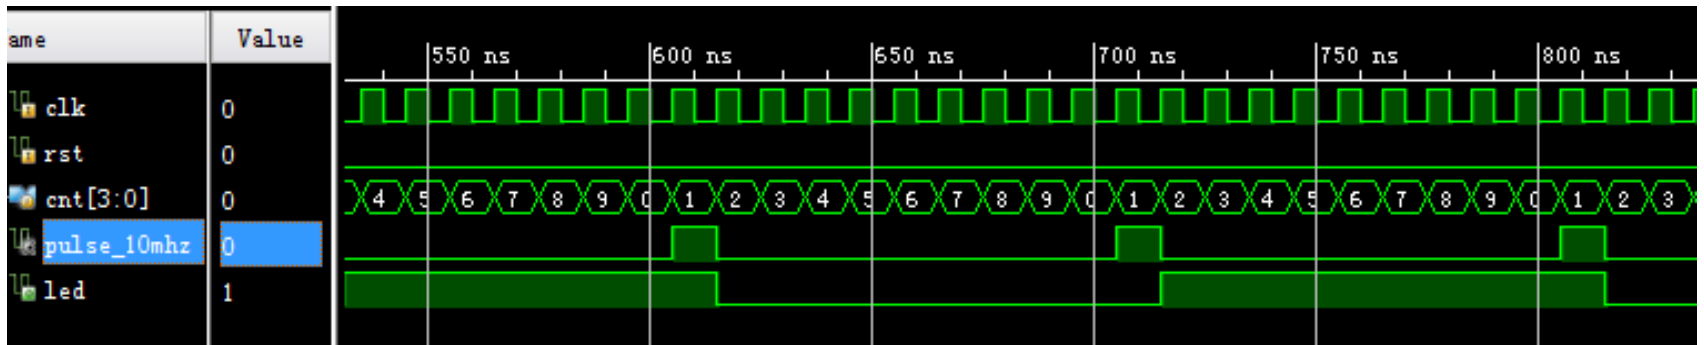 ame Value
550 ns 600 ns 650 ns 700 ns 750 ns 800 ns
clk 0
rst 0
cnt[3:0] 0 4 5 6 7 8 9 0 1 2 3 4 5 6 7 8 9 0 1 2 3 4 5 6 7 8 9 0 1 2 3
pulse_10mhz 0
led 1